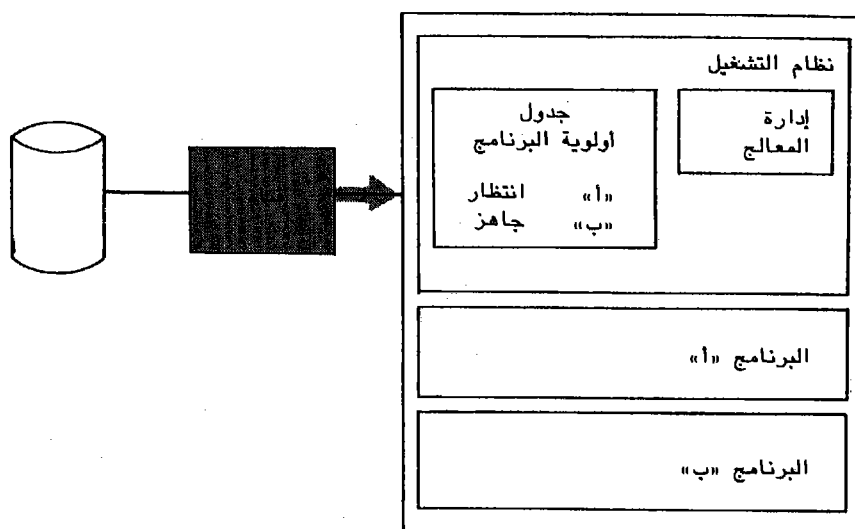 نظام التشغيل
إدارة
المعالج
جدول
أولوية البرنامج
«أ» انتظار
«ب» جاهز
البرنامج «أ»
البرنامج «ب»